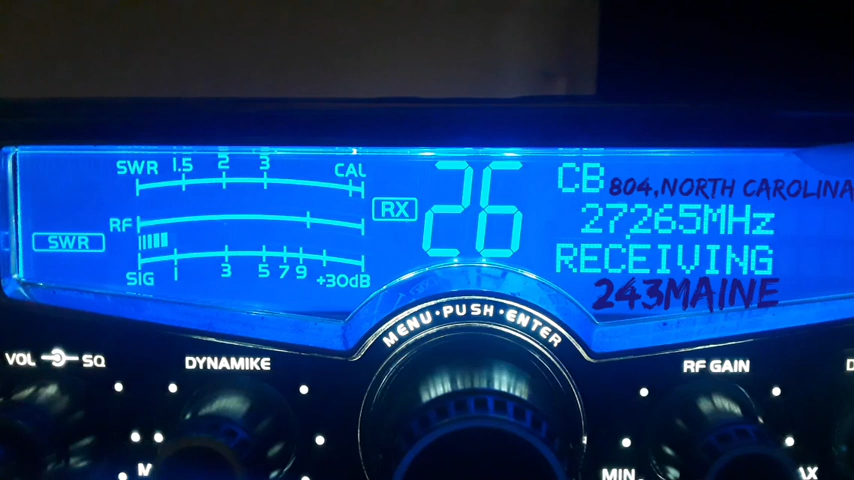 SWR 1.5 2 3 CAL
RF
SWR
SIG 1 3 5 7 9 +30dB
RX
26
CB 804,NORTH CAROLINA
27265MHz
RECEIVING
243MAINE
MENU·PUSH·ENTER
VOL SQ
DYNAMIKE
RF GAIN
MIN